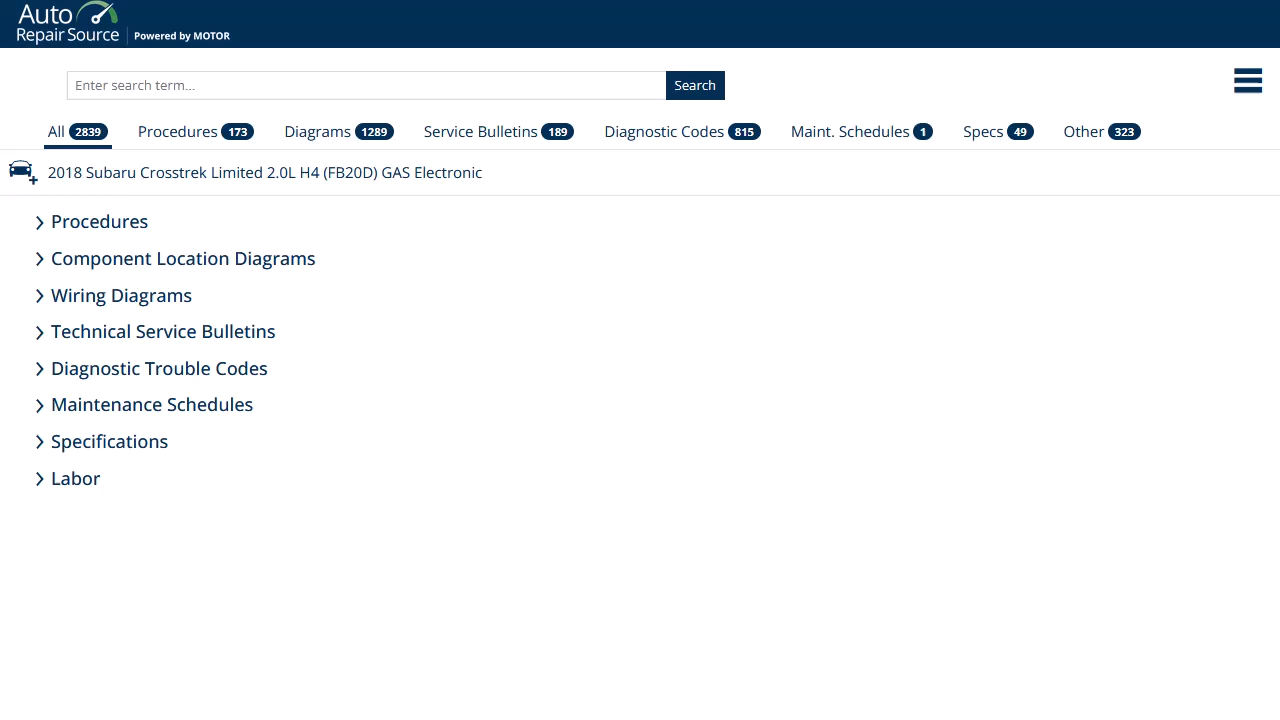 Auto
Repair Source
Powered by MOTOR
Enter search term...
Search
All 2839
Procedures 173
Diagrams 1289
Service Bulletins 189
Diagnostic Codes 815
Maint. Schedules 1
Specs 49
Other 323
2018 Subaru Crosstrek Limited 2.0L H4 (FB20D) GAS Electronic
Procedures
Component Location Diagrams
Wiring Diagrams
Technical Service Bulletins
Diagnostic Trouble Codes
Maintenance Schedules
Specifications
Labor